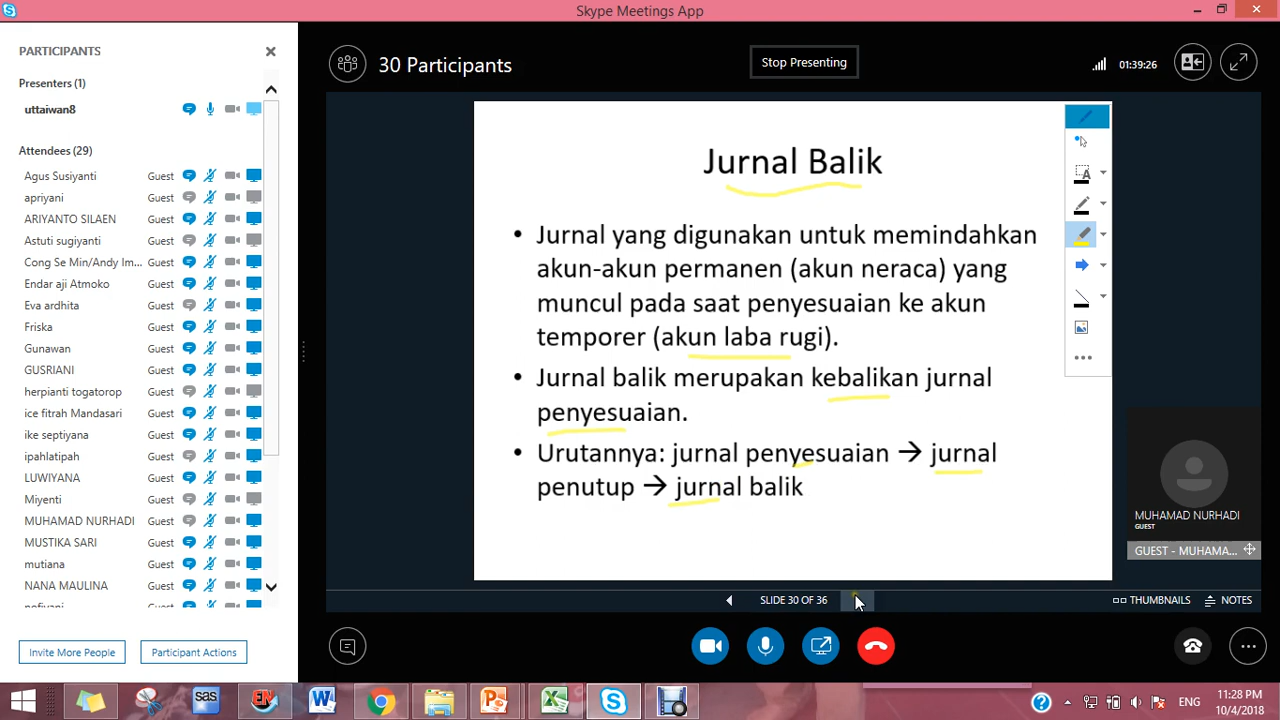 Skype Meetings App
PARTICIPANTS
Presenters (1)
uttaiwan8
Attendees (29)
Agus Susiyanti Guest
apriyani Guest
ARIYANTO SILAEN Guest
Astuti sugiyanti Guest
Cong Se Min/Andy Im... Guest
Endar aji Atmoko Guest
Eva ardhita Guest
Friska Guest
Gunawan Guest
GUSRIANI Guest
herpianti togatorop Guest
ice fitrah Mandasari Guest
ike septiyana Guest
ipahlatipah Guest
LUWIYANA Guest
Miyenti Guest
MUHAMAD NURHADI Guest
MUSTIKA SARI Guest
mutiana Guest
NANA MAULINA Guest
Invite More People
Participant Actions
30 Participants
Stop Presenting
01:39:26
Jurnal Balik
• Jurnal yang digunakan untuk memindahkan
akun-akun permanen (akun neraca) yang
muncul pada saat penyesuaian ke akun
temporer (akun laba rugi).
• Jurnal balik merupakan kebalikan jurnal
penyesuaian.
• Urutannya: jurnal penyesuaian → jurnal
penutup → jurnal balik
A
MUHAMAD NURHADI
GUEST
GUEST - MUHAMA...
SLIDE 30 OF 36
THUMBNAILS
NOTES
sas
EN
ENG
11:28 PM
10/4/2018